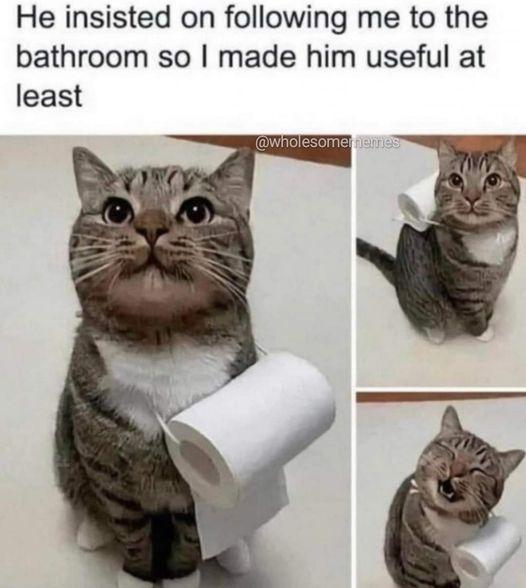 He insisted on following me to the
bathroom so I made him useful at
least
@wholesomememes